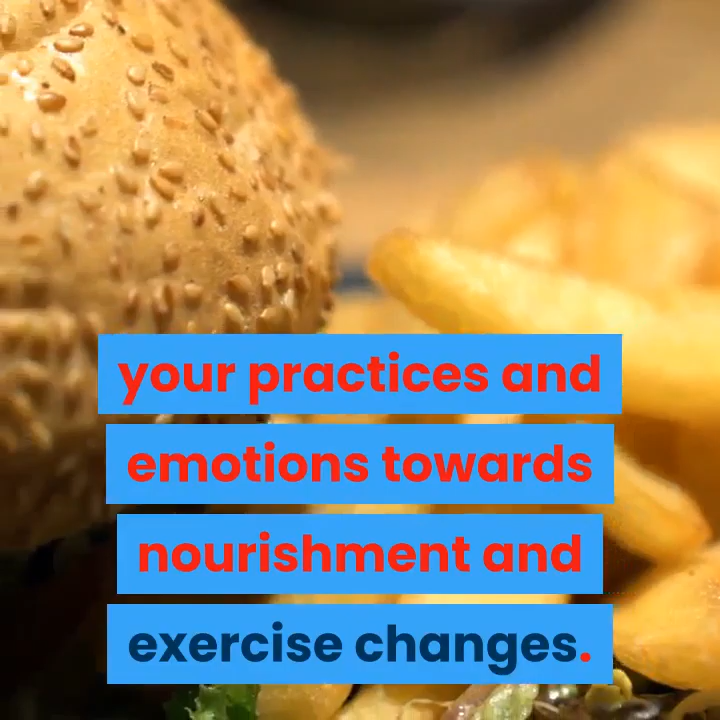 your practices and
emotions towards
nourishment and
exercise changes.